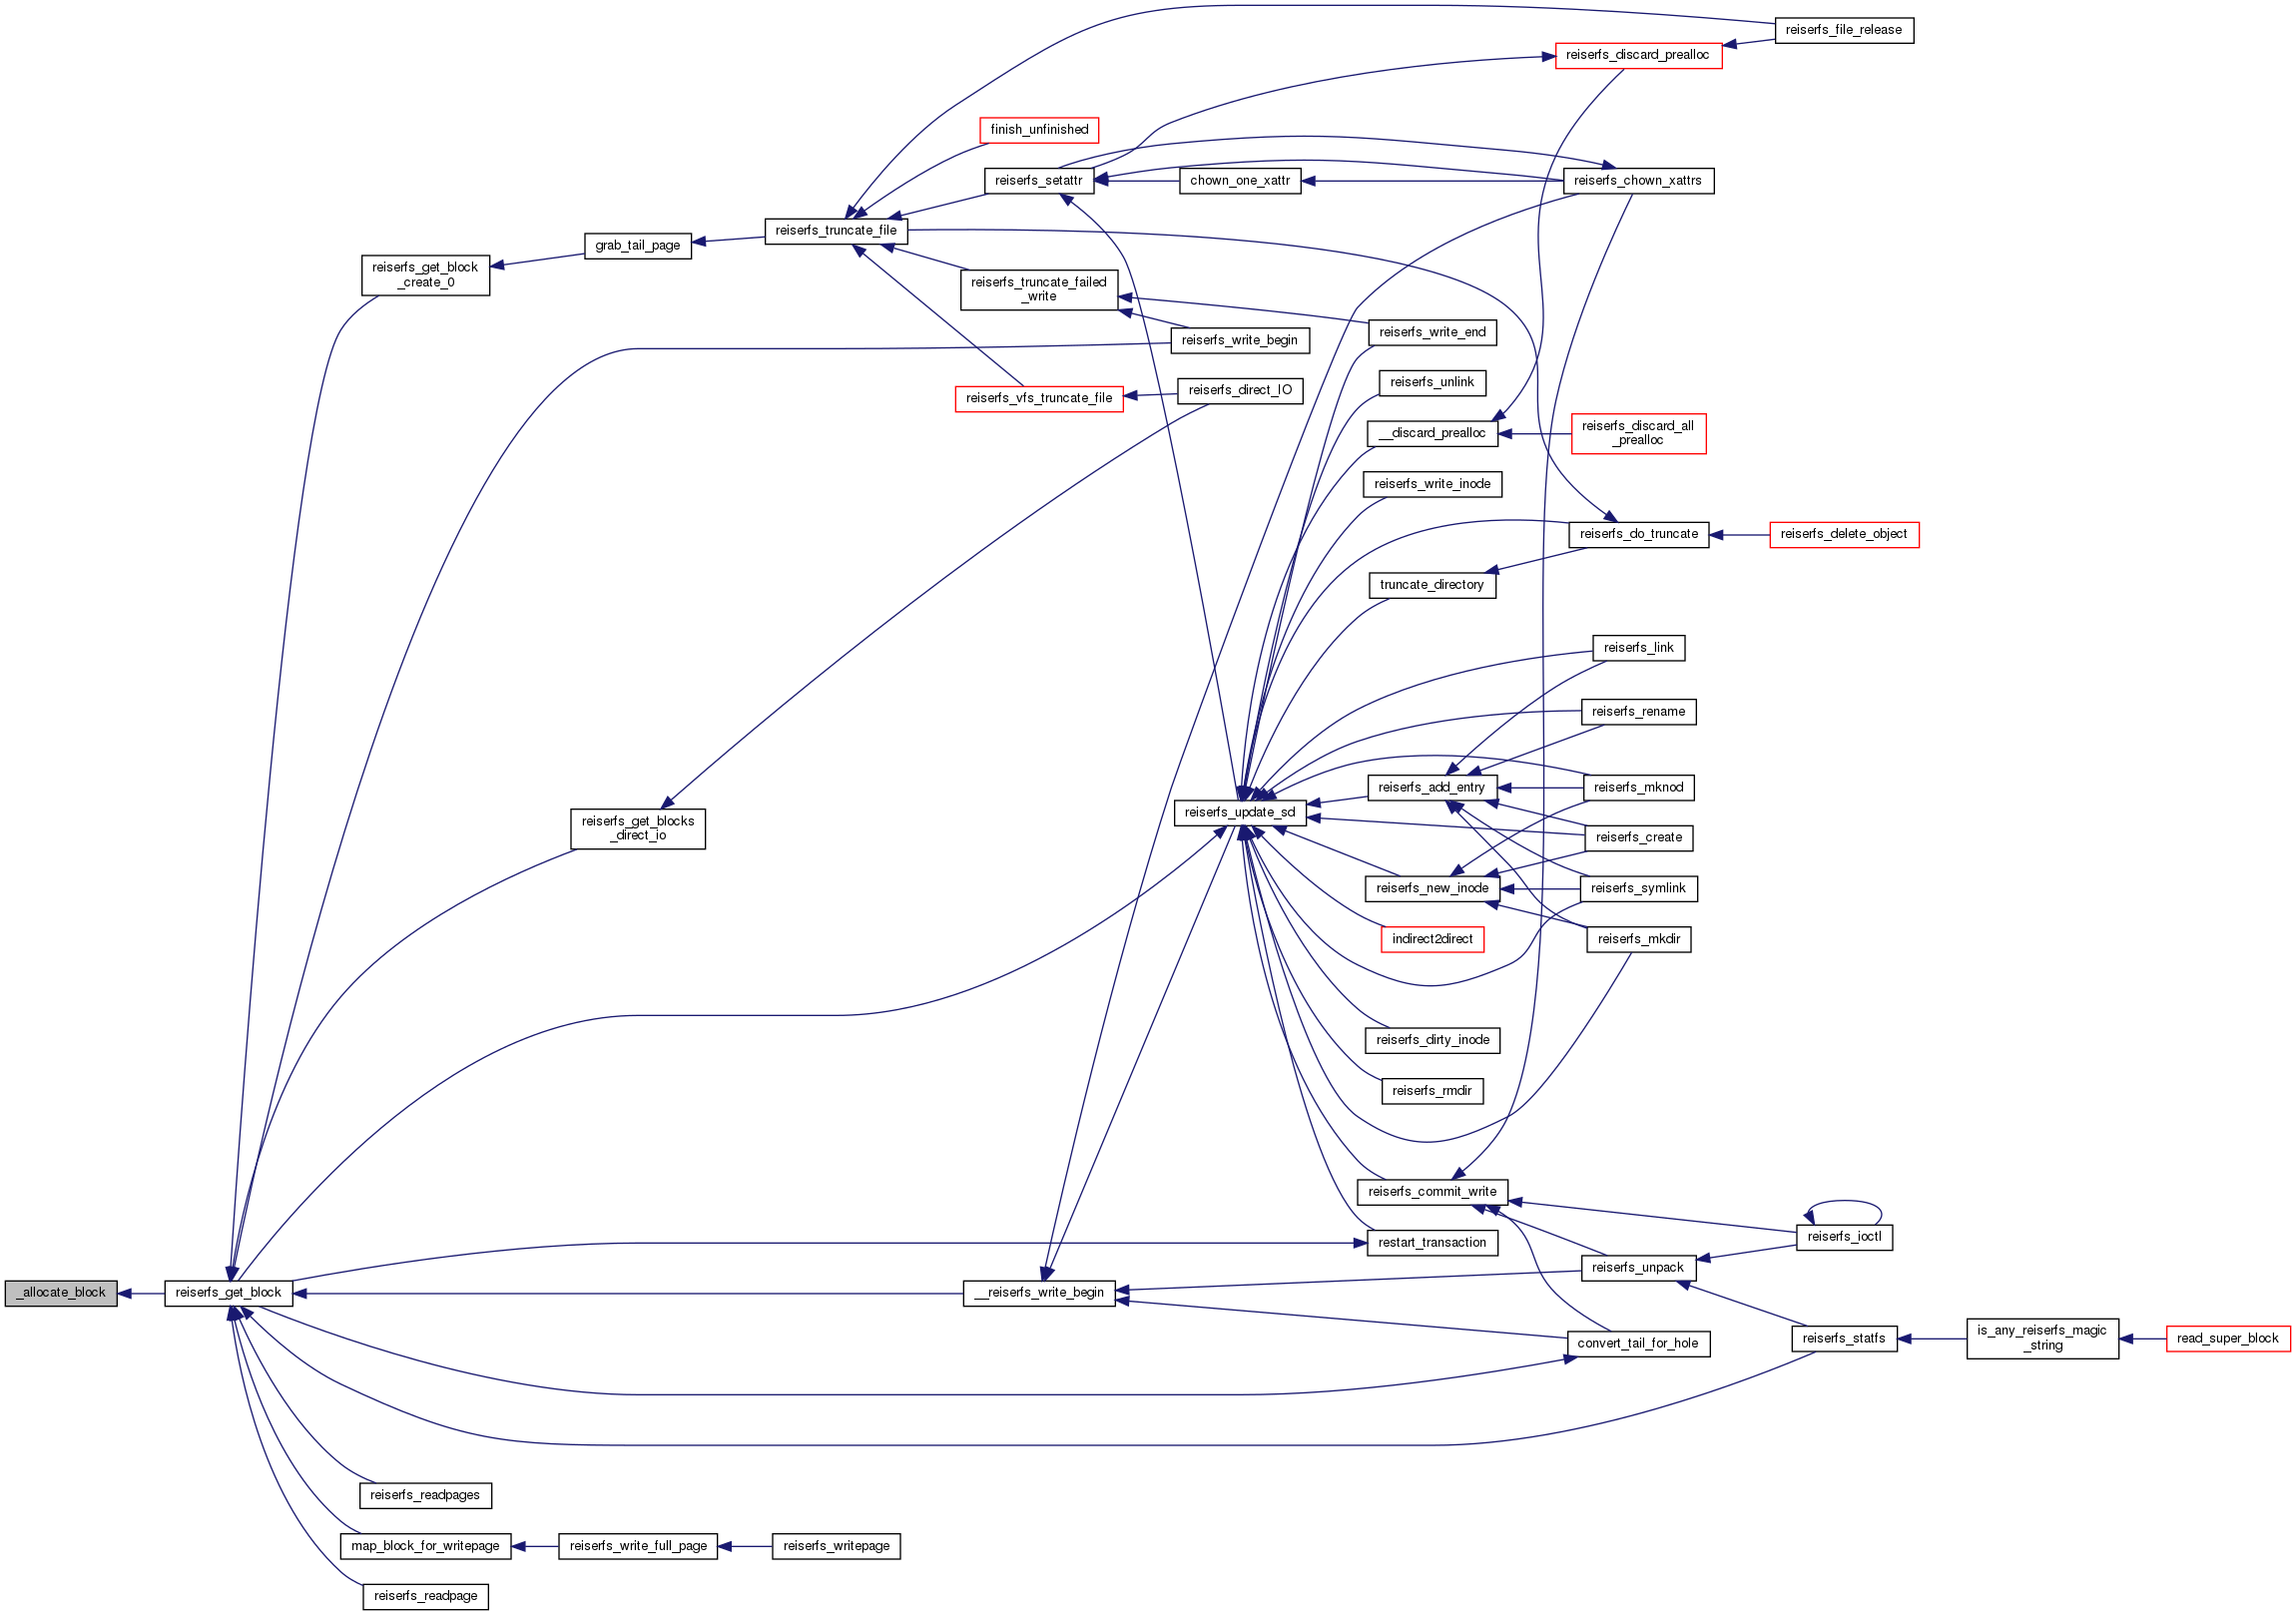 reiserfs_file_release
reiserfs_discard_prealloc
finish_unfinished
reiserfs_setattr
chown_one_xattr
reiserfs_chown_xattrs
reiserfs_truncate_file
grab_tail_page
reiserfs_get_block
_create_0
reiserfs_truncate_failed
_write
reiserfs_write_end
reiserfs_write_begin
reiserfs_unlink
reiserfs_direct_IO
reiserfs_vfs_truncate_file
__discard_prealloc
reiserfs_discard_all
_prealloc
reiserfs_write_inode
reiserfs_do_truncate
reiserfs_delete_object
truncate_directory
reiserfs_link
reiserfs_rename
reiserfs_add_entry
reiserfs_mknod
reiserfs_update_sd
reiserfs_get_blocks
_direct_io
reiserfs_create
reiserfs_new_inode
reiserfs_symlink
indirect2direct
reiserfs_mkdir
reiserfs_dirty_inode
reiserfs_rmdir
reiserfs_commit_write
reiserfs_ioctl
restart_transaction
reiserfs_unpack
_allocate_block
reiserfs_get_block
__reiserfs_write_begin
convert_tail_for_hole
reiserfs_statfs
is_any_reiserfs_magic
_string
read_super_block
reiserfs_readpages
map_block_for_writepage
reiserfs_write_full_page
reiserfs_writepage
reiserfs_readpage